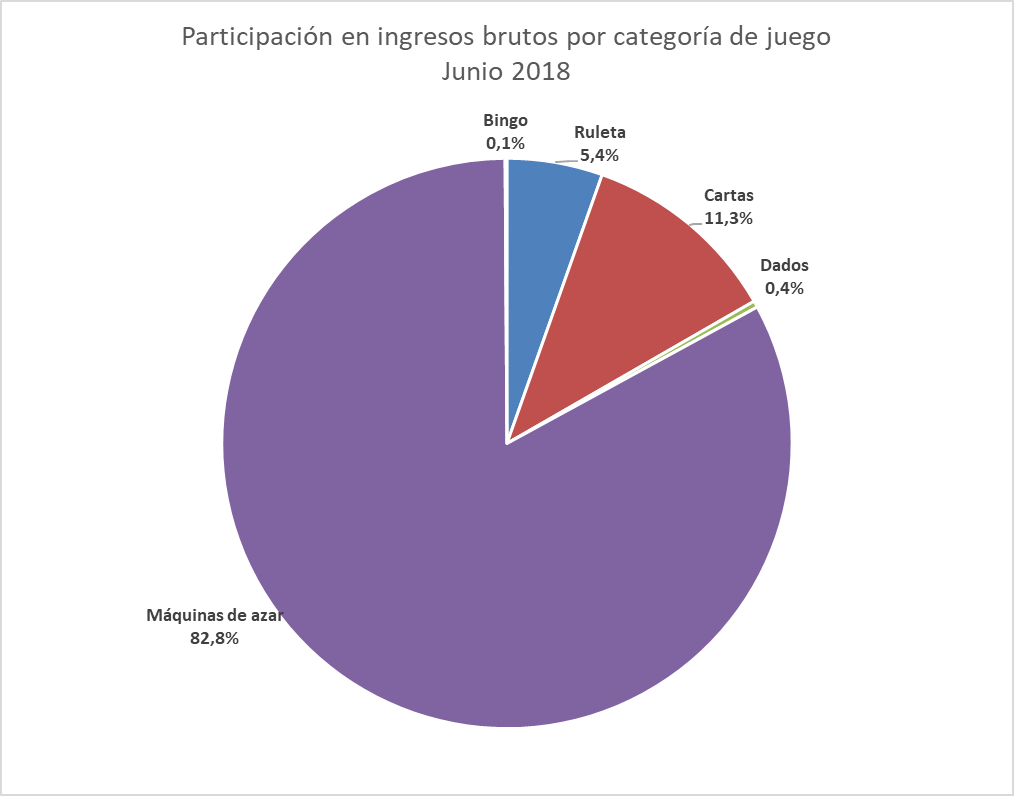 Participación en ingresos brutos por categoría de juego
Junio 2018
Bingo
0,1%
Ruleta
5,4%
Cartas
11,3%
Dados
0,4%
Máquinas de azar
82,8%